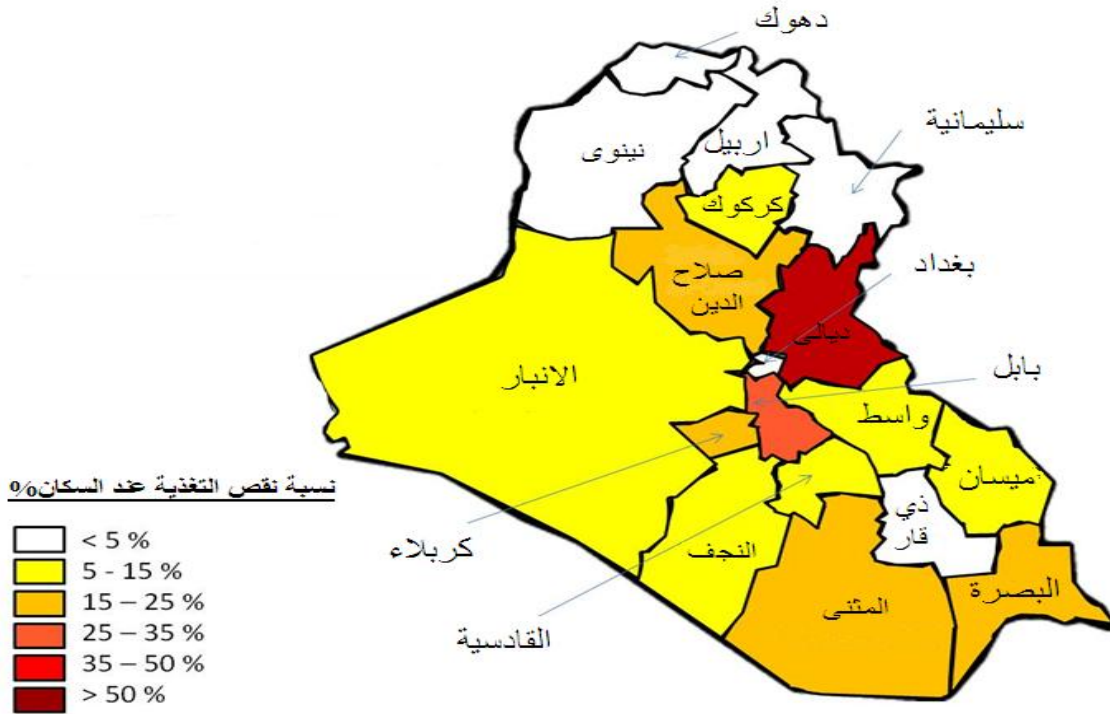 دهوك
سليمانية
اربيل
نينوى
كركوك
بغداد
صلاح
الدين
ديالى
بابل
الانبار
واسط
ميسان
ذي
قار
كربلاء
النجف
البصرة
المثنى
القادسية
نسبة نقص التغذية عند السكان%
< 5 %
5 - 15 %
15 – 25 %
25 – 35 %
35 – 50 %
> 50 %